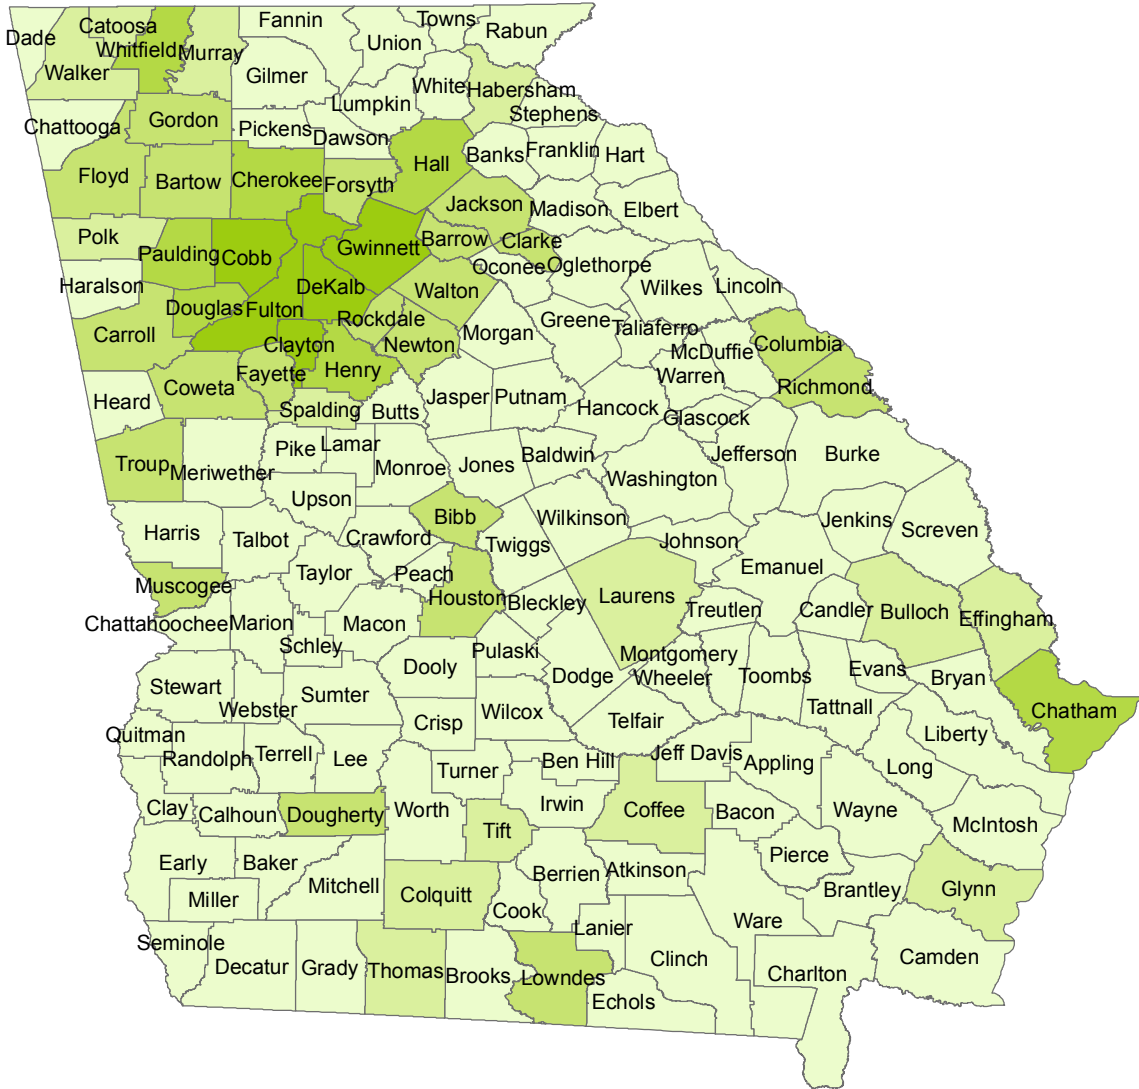 Dade
Catoosa
Whitfield
Murray
Fannin
Union
Towns
Rabun
Walker
Gilmer
White
Habersham
Lumpkin
Stephens
Chattooga
Gordon
Pickens
Dawson
Hall
Banks
Franklin
Hart
Floyd
Bartow
Cherokee
Forsyth
Jackson
Madison
Elbert
Polk
Paulding
Cobb
Gwinnett
Barrow
Clarke
Oconee
Oglethorpe
Haralson
Douglas
Fulton
DeKalb
Rockdale
Walton
Wilkes
Lincoln
Carroll
Clayton
Newton
Morgan
Greene
Taliaferro
McDuffie
Columbia
Heard
Coweta
Fayette
Henry
Warren
Richmond
Spalding
Butts
Jasper
Putnam
Hancock
Glascock
Troup
Meriwether
Pike
Lamar
Monroe
Jones
Baldwin
Jefferson
Burke
Upson
Washington
Harris
Talbot
Bibb
Crawford
Twiggs
Wilkinson
Johnson
Jenkins
Screven
Muscogee
Taylor
Peach
Houston
Bleckley
Laurens
Emanuel
Treutlen
Candler
Bulloch
Effingham
Chattahoochee
Marion
Macon
Schley
Dooly
Pulaski
Dodge
Montgomery
Wheeler
Toombs
Evans
Bryan
Stewart
Webster
Sumter
Crisp
Wilcox
Telfair
Tattnall
Liberty
Chatham
Quitman
Randolph
Terrell
Lee
Turner
Ben Hill
Jeff Davis
Appling
Long
Clay
Calhoun
Dougherty
Worth
Tift
Irwin
Coffee
Bacon
Wayne
McIntosh
Early
Baker
Mitchell
Colquitt
Berrien
Atkinson
Pierce
Brantley
Glynn
Miller
Cook
Lanier
Ware
Seminole
Decatur
Grady
Thomas
Brooks
Lowndes
Echols
Clinch
Charlton
Camden